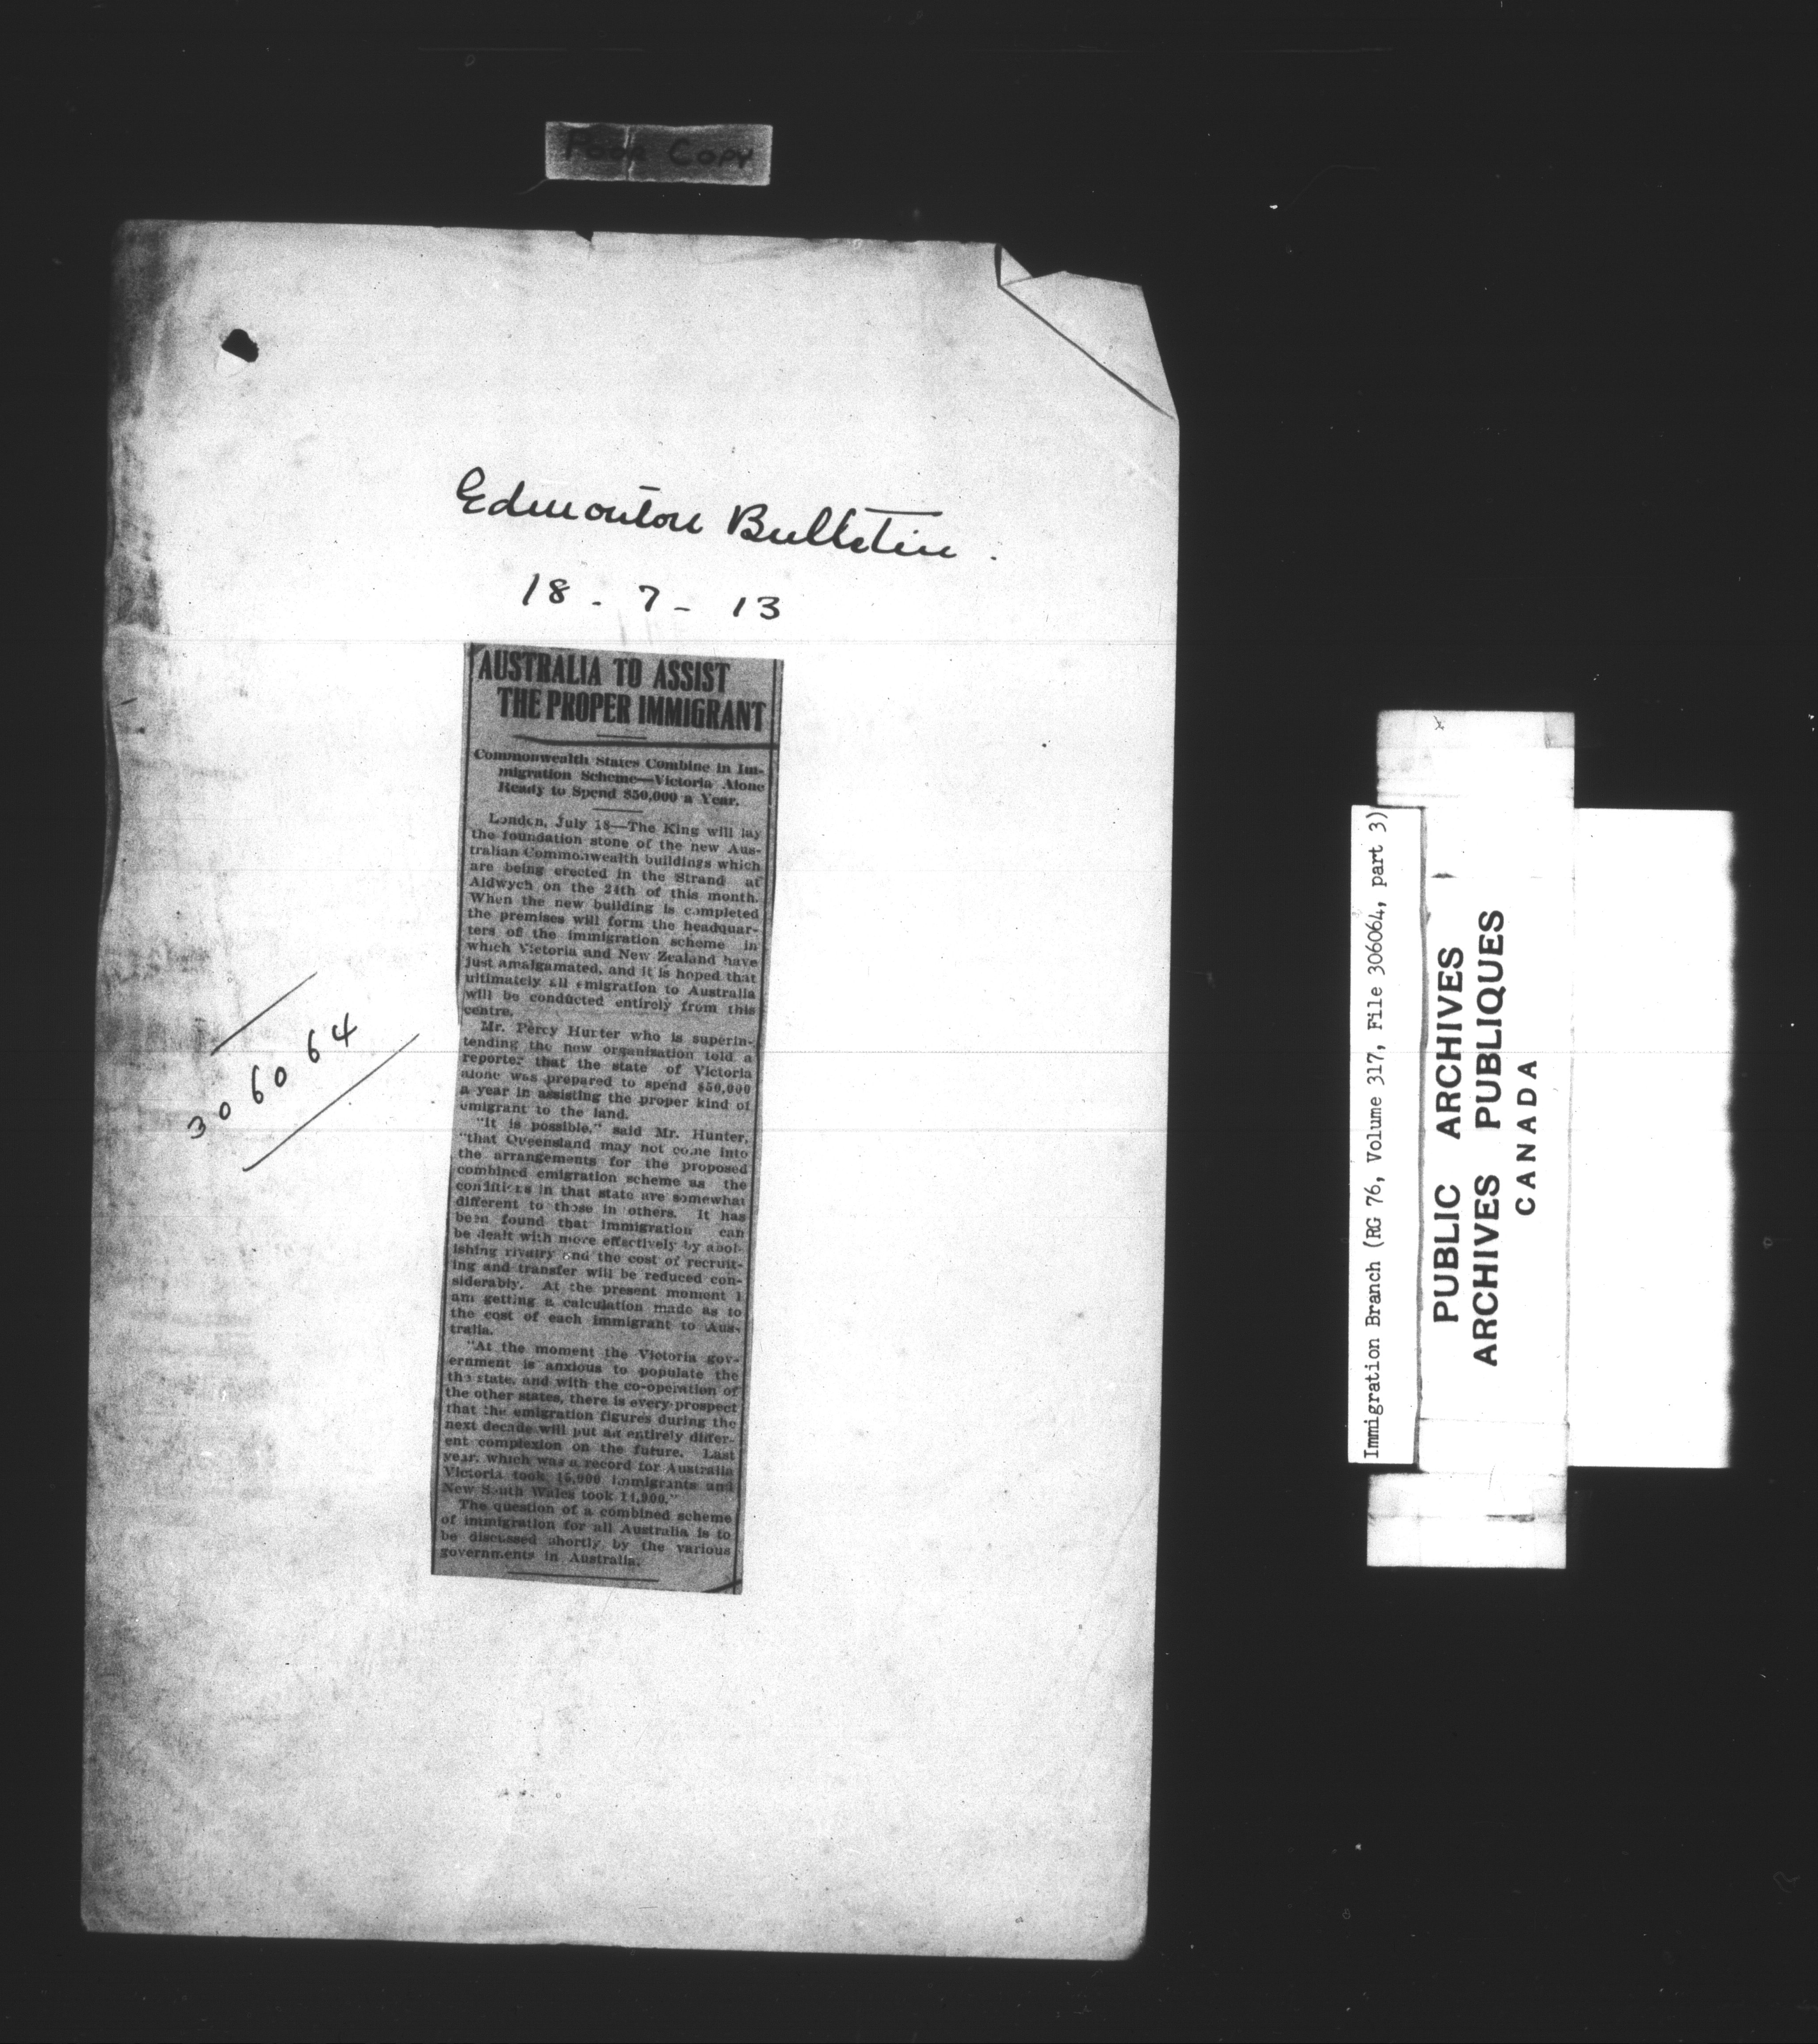 Poor Copy
Edmonton Bulletin.
18 - 7 - 13
AUSTRALIA TO ASSIST
THE PROPER IMMIGRANT
Commonwealth States Combine in Im-
migration Scheme—Victoria Alone
Ready to Spend $50,000 a Year.
London, July 18—The King will lay
the foundation stone of the new Aus-
tralian Commonwealth buildings which
are being erected in the Strand at
Aldwych on the 24th of this month.
When the new building is completed
the premises will form the headquar-
ters of the immigration scheme in
which Victoria and New Zealand have
just amalgamated, and it is hoped that
ultimately all emigration to Australia
will be conducted entirely from this
centre.
Mr. Percy Hunter who is superin-
tending the new organization told a
reporter that the state of Victoria
alone was prepared to spend $50,000
a year in assisting the proper kind of
emigrant to the land.
"It is possible," said Mr. Hunter,
"that Queensland may not come into
the arrangements for the proposed
combined emigration scheme as the
conditions in that state are somewhat
different to those in others. It has
been found that immigration can
be dealt with more effectively by abol-
ishing rivalry and the cost of recruit-
ing and transfer will be reduced con-
siderably. At the present moment I
am getting a calculation made as to
the cost of each immigrant to Aus-
tralia.
"At the moment the Victoria gov-
ernment is anxious to populate the
the state, and with the co-operation of
the other states, there is every prospect
that the emigration figures during the
next decade will put an entirely differ-
ent complexion on the future. Last
year, which was a record for Australia
Victoria took immigrants and
New South Wales took
The question of a combined scheme
of immigration for all Australia is to
be discussed shortly by the various
governments in Australia.
306064
Immigration Branch (RG 76, Volume 317, File 306064, part 3)
PUBLIC ARCHIVES
ARCHIVES PUBLIQUES
CANADA